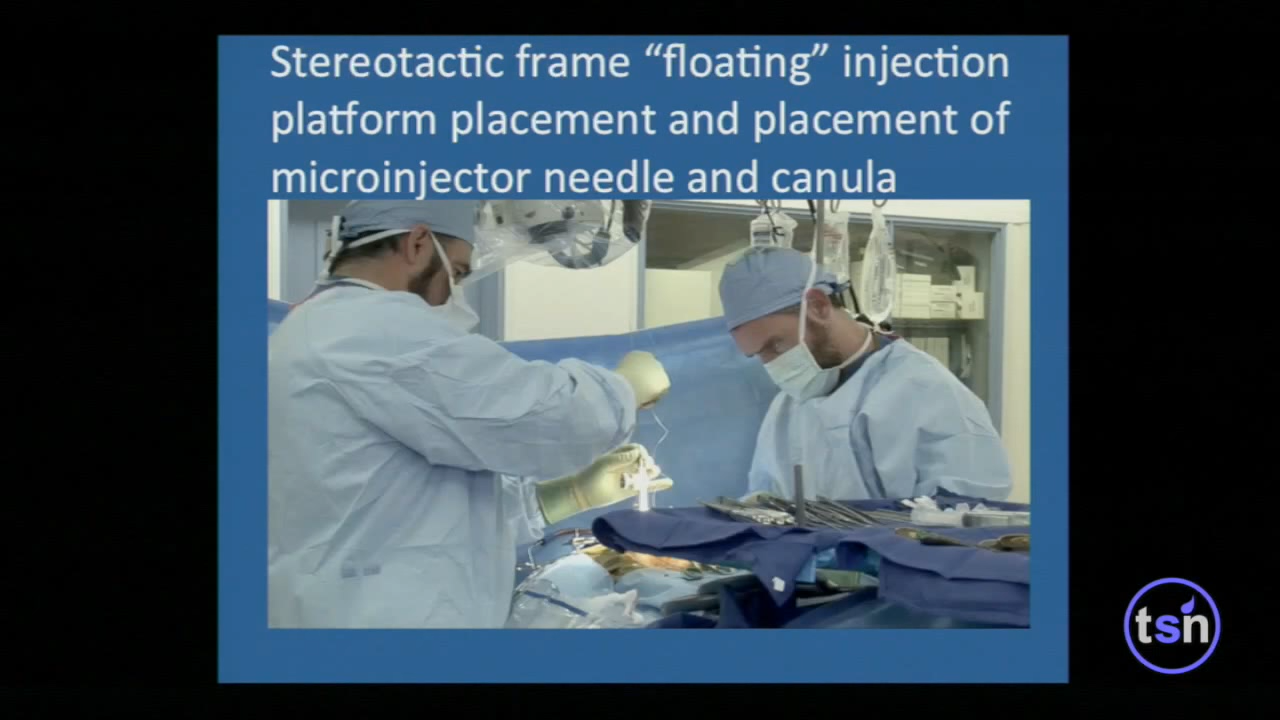 Stereotactic frame “floating” injection
platform placement and placement of
microinjector needle and canula
tsn